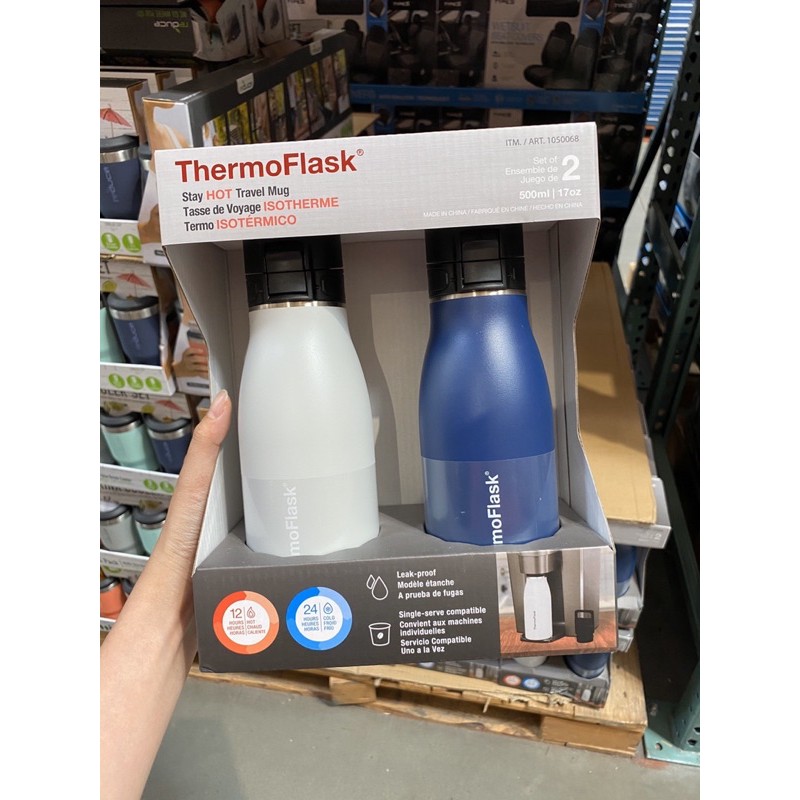 ThermoFlask®
Stay HOT Travel Mug
Tasse de Voyage ISOTHERME
Termo ISOTÉRMICO
ITM. / ART. 1050068
Set of
Ensemble de
Juego de
2
500ml | 17oz
MADE IN CHINA / FABRIQUÉ EN CHINE / HECHO EN CHINA
moFlask
moFlask®
12
HOURS
HEURES
HORAS
HOT
CHAUD
CALIENTE
24
HOURS
HEURES
HORAS
COLD
FROID
FRÍO
Leak-proof
Modèle étanche
A prueba de fugas
Single-serve compatible
Convient aux machines
individuelles
Servicio Compatible
Uno a la Vez